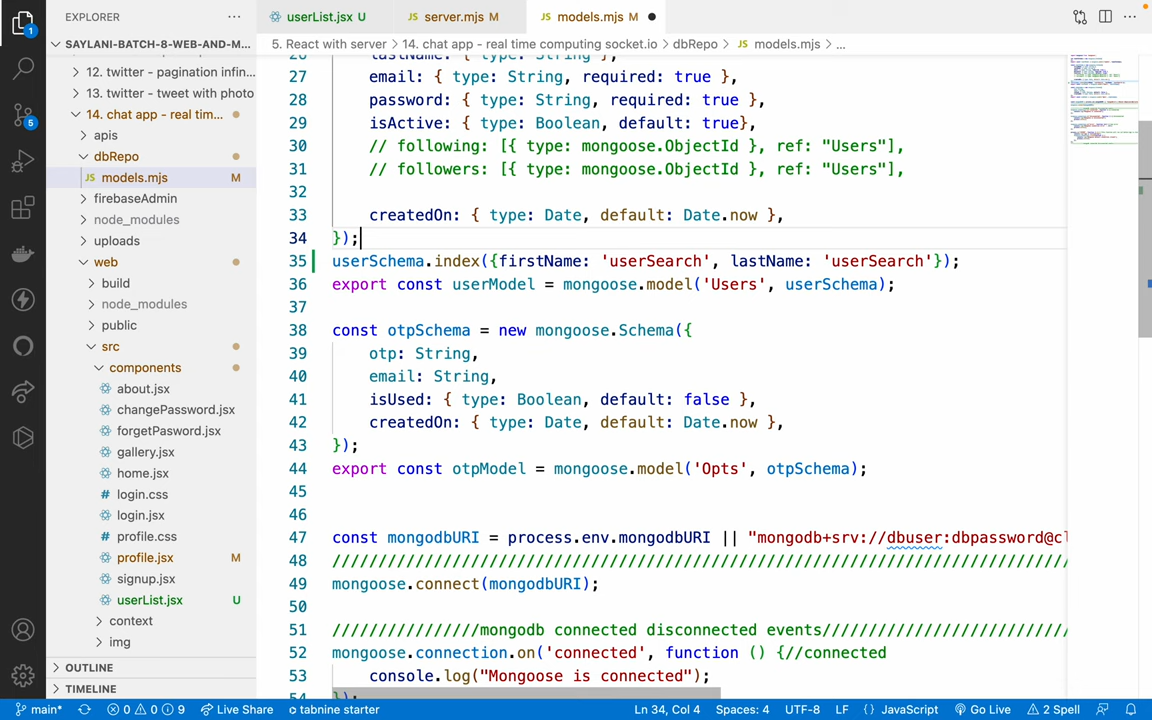 EXPLORER
userList.jsx U
JS server.mjs M
JS models.mjs M
1
SAYLANI-BATCH-8-WEB-AND-M...
5. React with server > 14. chat app - real time computing socket.io > dbRepo > JS models.mjs > ...
12. twitter - pagination infin...
13. twitter - tweet with photo
14. chat app - real tim...
5
apis
dbRepo
JS models.mjs M
firebaseAdmin
node_modules
uploads
web
build
node_modules
public
src
components
about.jsx
changePassword.jsx
forgetPasword.jsx
gallery.jsx
home.jsx
# login.css
login.jsx
# profile.css
profile.jsx M
signup.jsx
userList.jsx U
context
img
OUTLINE
TIMELINE
26 lastName: { type: String },
27 email: { type: String, required: true },
28 password: { type: String, required: true },
29 isActive: { type: Boolean, default: true},
30 // following: [{ type: mongoose.ObjectId }, ref: "Users"],
31 // followers: [{ type: mongoose.ObjectId }, ref: "Users"],
32
33 createdOn: { type: Date, default: Date.now },
34 });
35 userSchema.index({firstName: 'userSearch', lastName: 'userSearch'});
36 export const userModel = mongoose.model('Users', userSchema);
37
38 const otpSchema = new mongoose.Schema({
39 otp: String,
40 email: String,
41 isUsed: { type: Boolean, default: false },
42 createdOn: { type: Date, default: Date.now },
43 });
44 export const otpModel = mongoose.model('Opts', otpSchema);
45
46
47 const mongodbURI = process.env.mongodbURI || "mongodb+srv://dbuser:dbpassword@cl
48 ////////////////////////////////////////////////////////////////////////////////
49 mongoose.connect(mongodbURI);
50
51 ////////////////mongodb connected disconnected events///////////////////////////
52 mongoose.connection.on('connected', function () {//connected
53 console.log("Mongoose is connected");
54 });
main* 0 0 9 Live Share tabnine starter Ln 34, Col 4 Spaces: 4 UTF-8 LF {} JavaScript Go Live 2 Spell